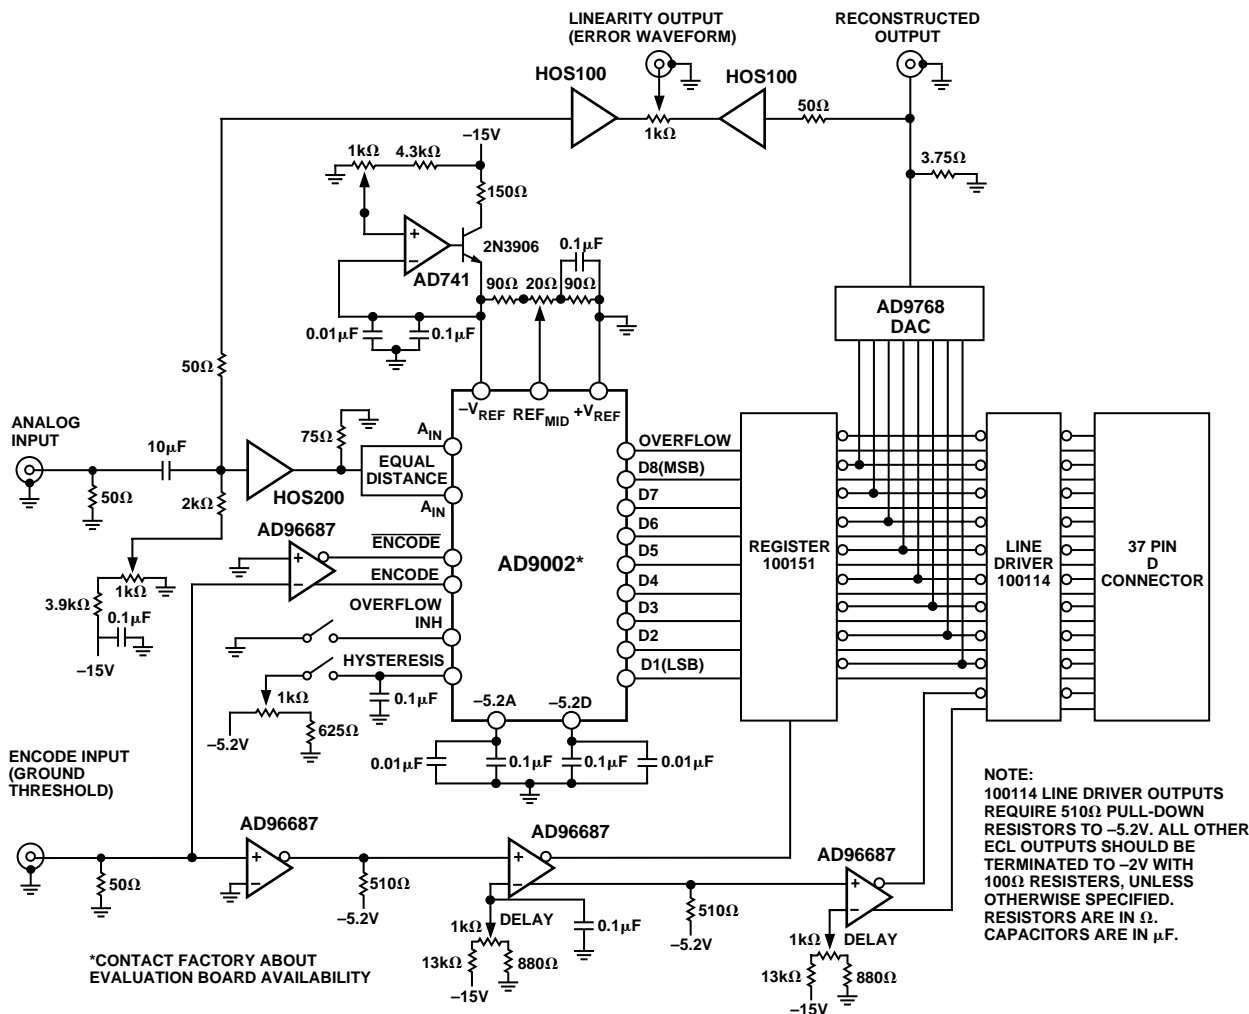 LINEARITY OUTPUT
(ERROR WAVEFORM)
RECONSTRUCTED
OUTPUT
HOS100
HOS100
50Ω
1kΩ
–15V
1kΩ
4.3kΩ
3.75Ω
150Ω
2N3906
0.1µF
AD741
90Ω
20Ω
90Ω
AD9768
DAC
0.01µF
0.1µF
50Ω
–VREF
REFMID
+VREF
ANALOG
INPUT
10µF
75Ω
AIN
EQUAL
DISTANCE
AIN
HOS200
50Ω
2kΩ
OVERFLOW
D8(MSB)
D7
D6
D5
D4
D3
D2
D1(LSB)
AD96687
ENCODE
ENCODE
AD9002*
REGISTER
100151
LINE
DRIVER
100114
37 PIN
D
CONNECTOR
1kΩ
3.9kΩ
0.1µF
–15V
OVERFLOW
INH
HYSTERESIS
0.1µF
1kΩ
–5.2V
625Ω
–5.2A
–5.2D
0.01µF
0.1µF
0.1µF
0.01µF
ENCODE INPUT
(GROUND
THRESHOLD)
NOTE:
100114 LINE DRIVER OUTPUTS
REQUIRE 510Ω PULL-DOWN
RESISTORS TO –5.2V. ALL OTHER
ECL OUTPUTS SHOULD BE
TERMINATED TO –2V WITH
100Ω RESISTERS, UNLESS
OTHERWISE SPECIFIED.
RESISTORS ARE IN Ω.
CAPACITORS ARE IN µF.
AD96687
AD96687
AD96687
50Ω
510Ω
–5.2V
1kΩ
DELAY
0.1µF
13kΩ
880Ω
–15V
510Ω
–5.2V
1kΩ
DELAY
13kΩ
880Ω
–15V
*CONTACT FACTORY ABOUT
EVALUATION BOARD AVAILABILITY